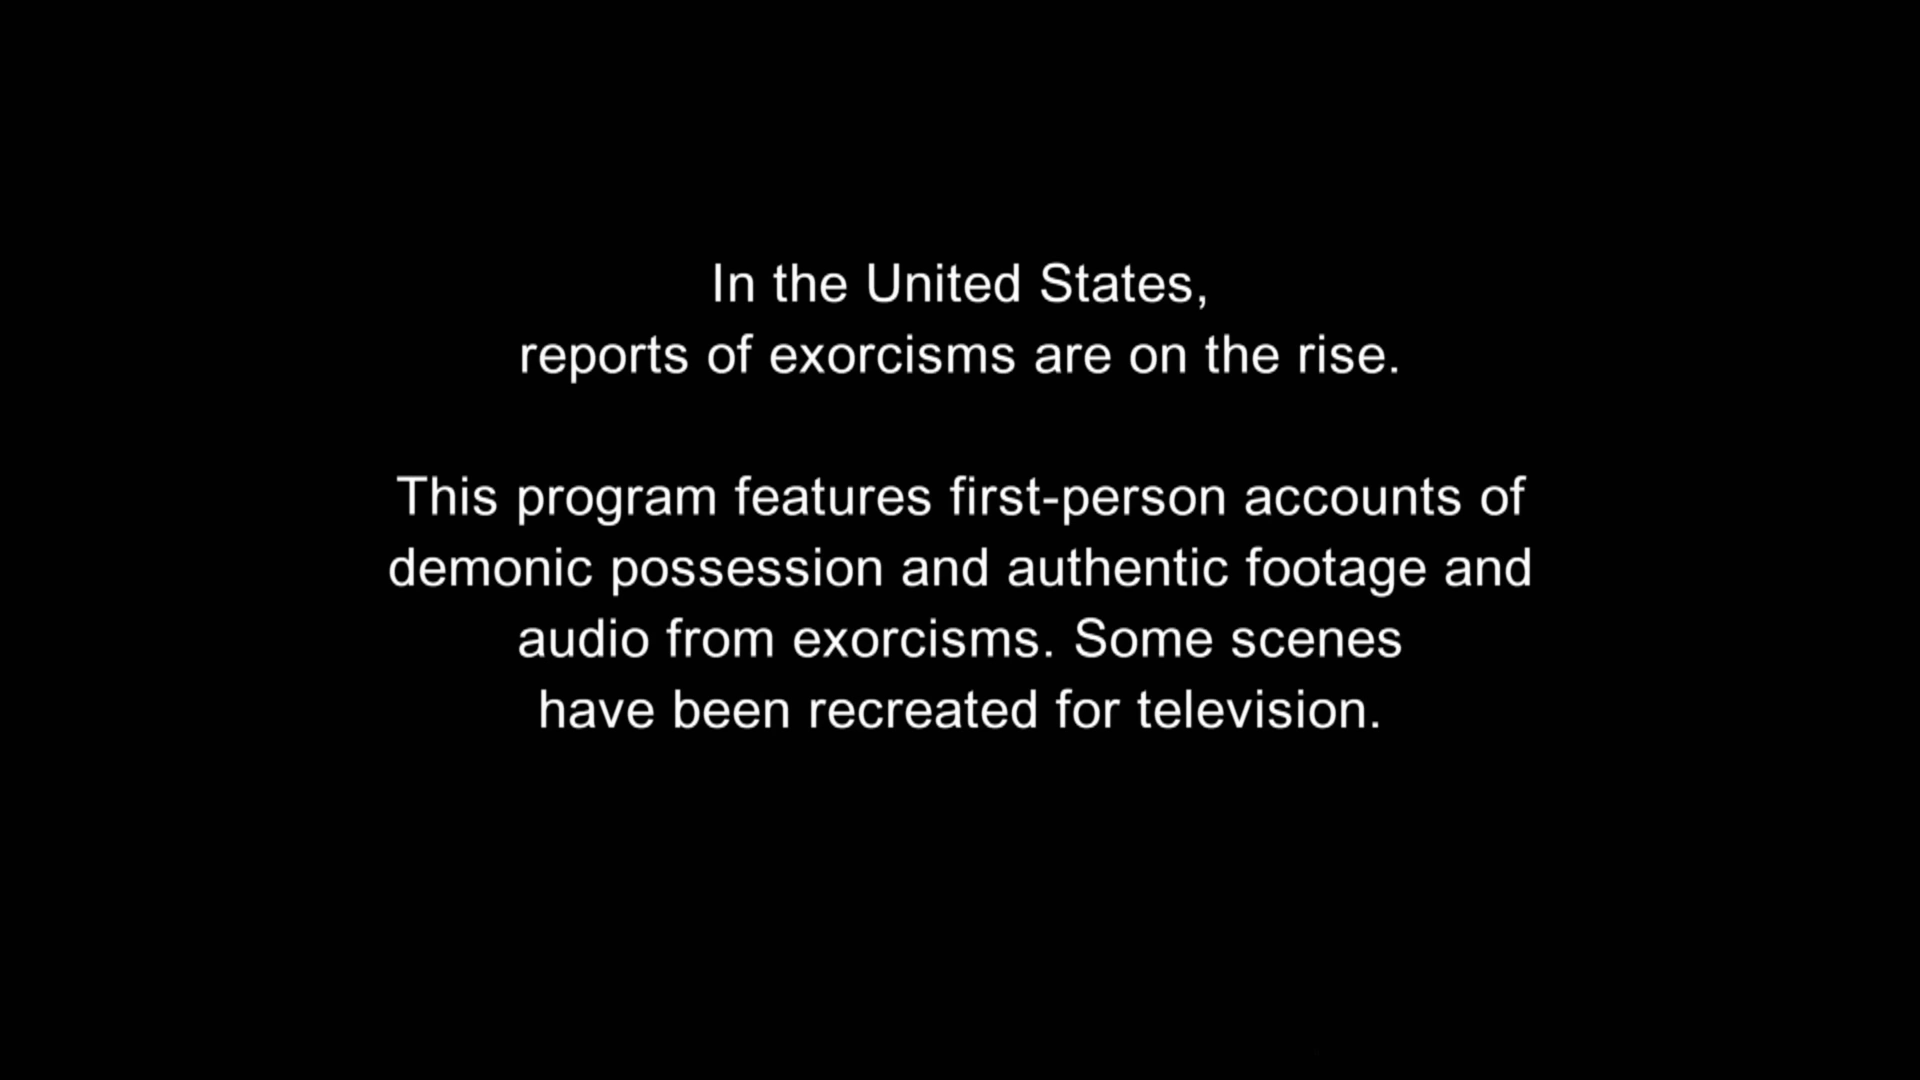 In the United States,
reports of exorcisms are on the rise.
This program features first-person accounts of
demonic possession and authentic footage and
audio from exorcisms. Some scenes
have been recreated for television.